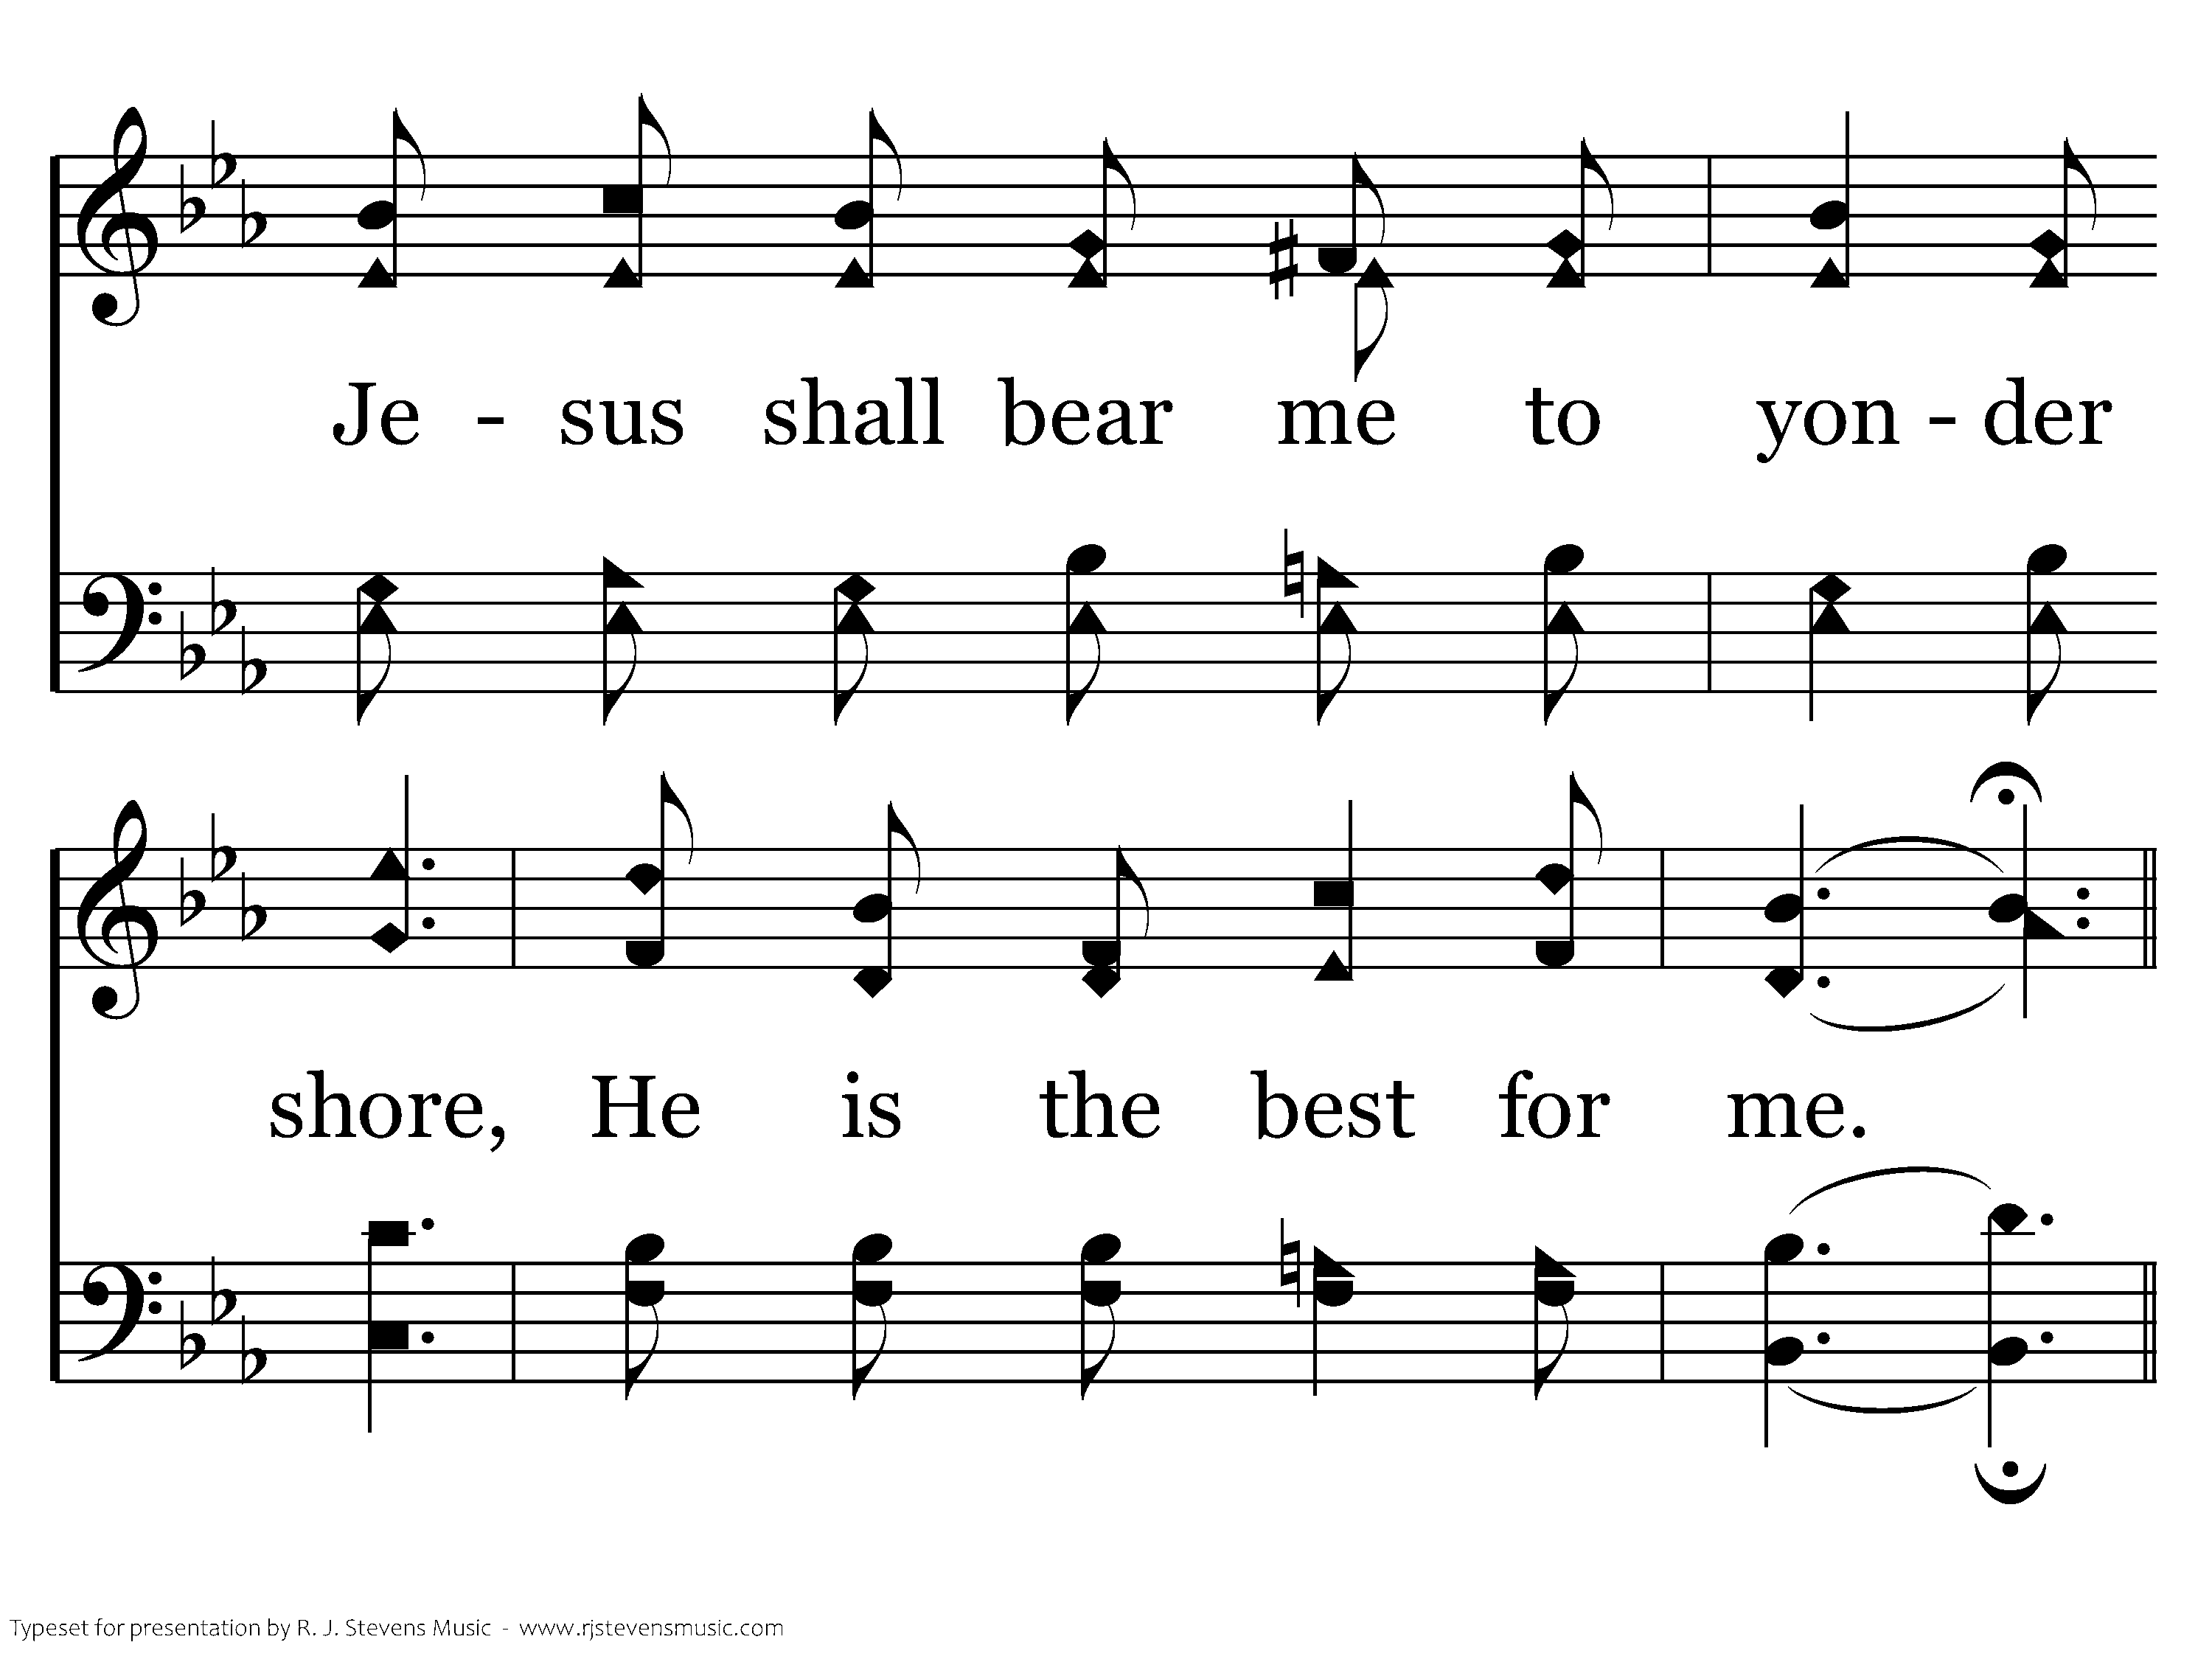 Je - sus shall bear me to yon - der
shore, He is the best for me.
Typeset for presentation by R. J. Stevens Music - www.rjstevensmusic.com